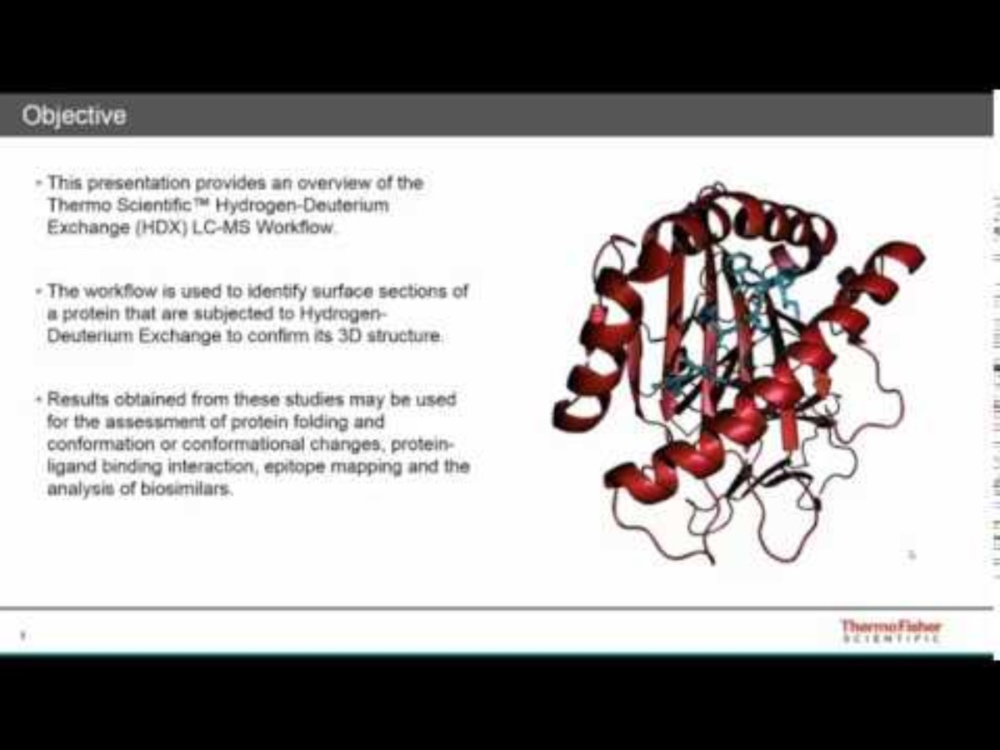 Objective
• This presentation provides an overview of the
Thermo Scientific™ Hydrogen-Deuterium
Exchange (HDX) LC-MS Workflow.
• The workflow is used to identify surface sections of
a protein that are subjected to Hydrogen-
Deuterium Exchange to confirm its 3D structure.
• Results obtained from these studies may be used
for the assessment of protein folding and
conformation or conformational changes, protein-
ligand binding interaction, epitope mapping and the
analysis of biosimilars.
ThermoFisher
SCIENTIFIC